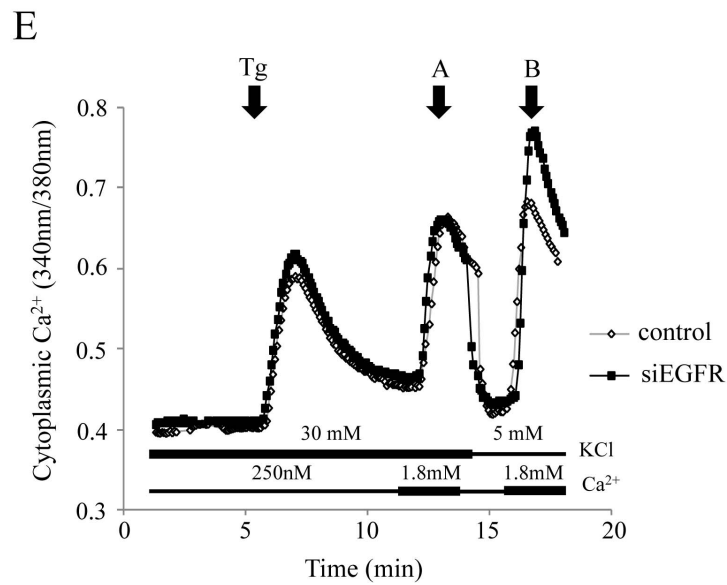 E
Tg A B
Cytoplasmic Ca²⁺ (340nm/380nm)
0.8
0.7
0.6
0.5
0.4
0.3
control
siEGFR
30 mM 5 mM
KCl
250nM 1.8mM 1.8mM
Ca²⁺
0 5 10 15 20
Time (min)